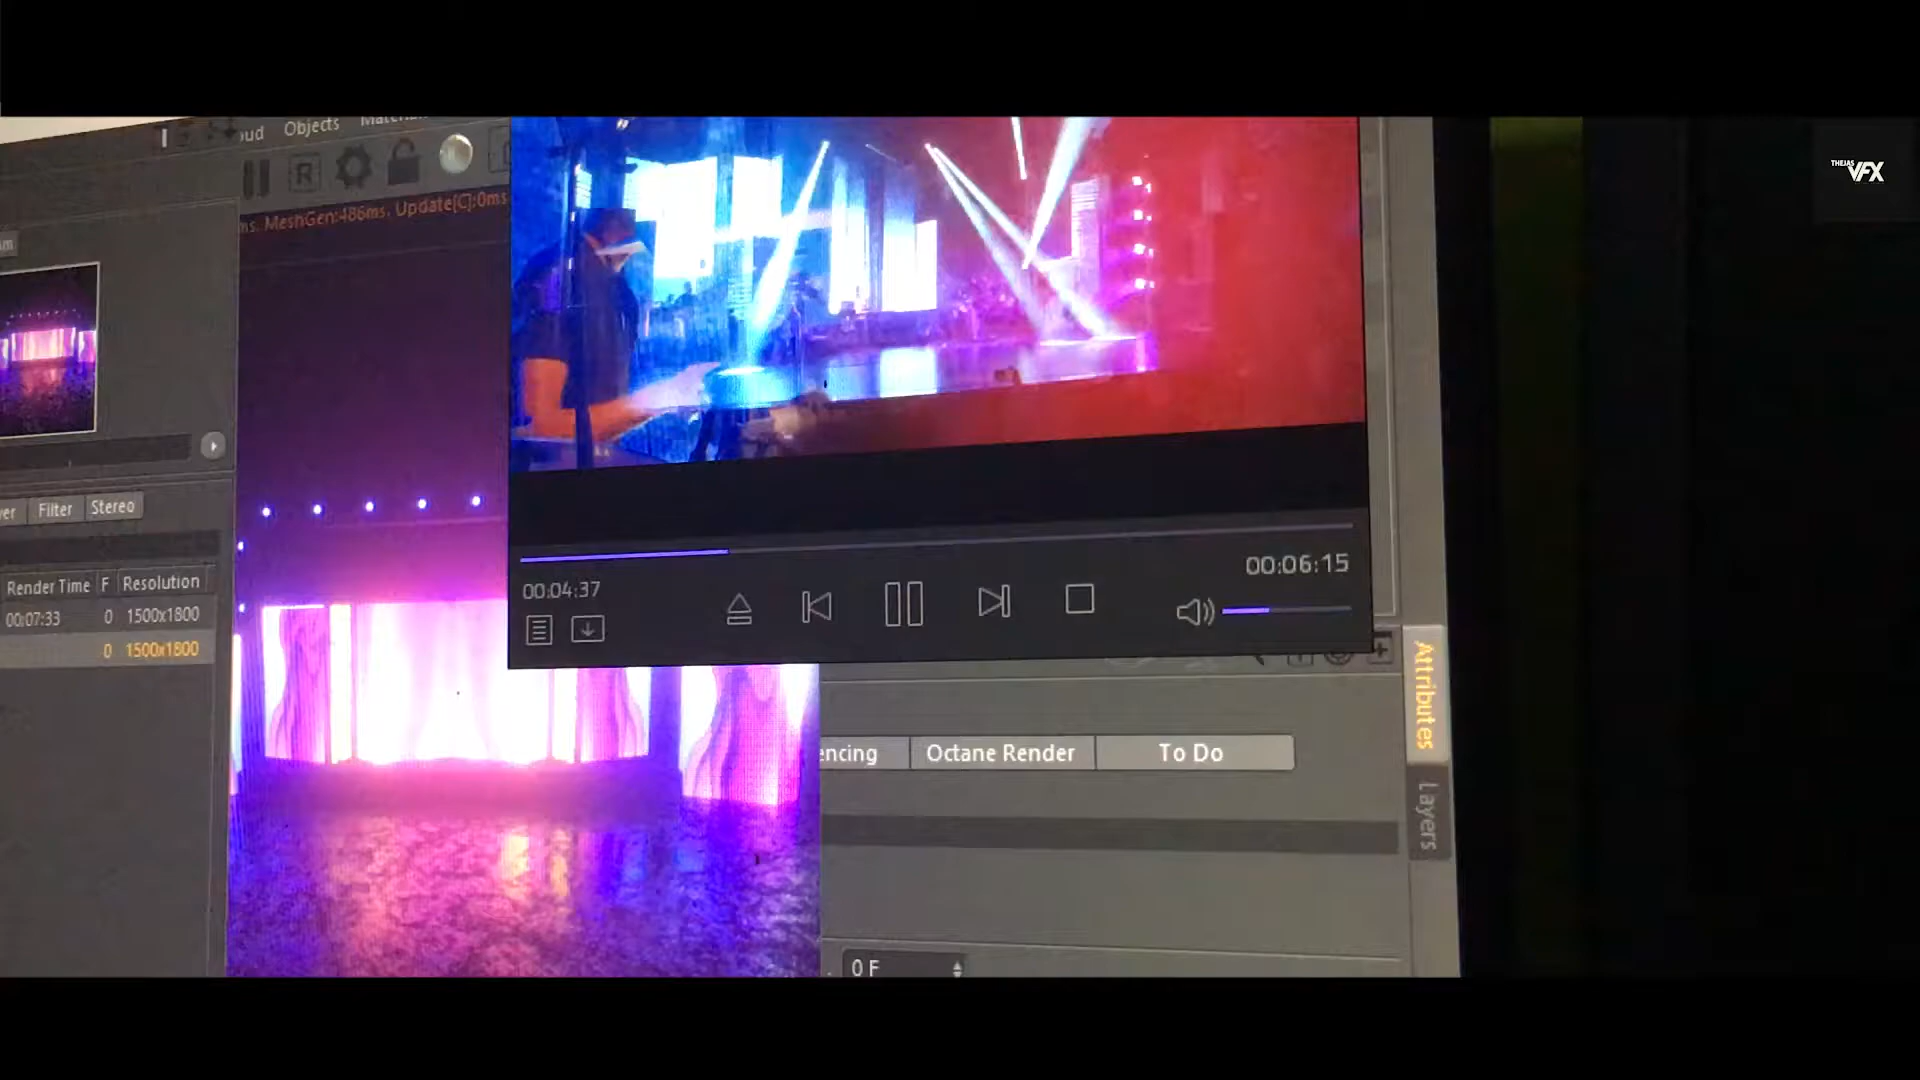 Objects
R
MeshGen:486ms. Update[C]:0ms
THEJAS
VFX
Filter
Stereo
Render Time F Resolution
00:07:33 0 1500x1800
0 1500x1800
00:04:37
00:06:15
Attributes
Layers
Octane Render
To Do
0 F